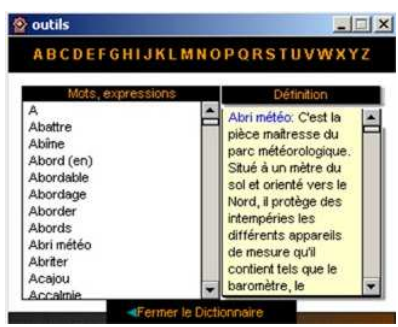 outils
ABCDEFGHIJKLMNOPQRSTUVWXYZ
Mots, expressions
A
Abattre
Abîme
Abord (en)
Abordable
Abordage
Aborder
Abords
Abri météo
Abriter
Acajou
Accalmie
Définition
Abri météo: C'est la
pièce maîtresse du
parc météorologique.
Situé à un mètre du
sol et orienté vers le
Nord, il protège des
intempéries les
différents appareils
de mesure qu'il
contient tels que le
baromètre, le
Fermer le Dictionnaire